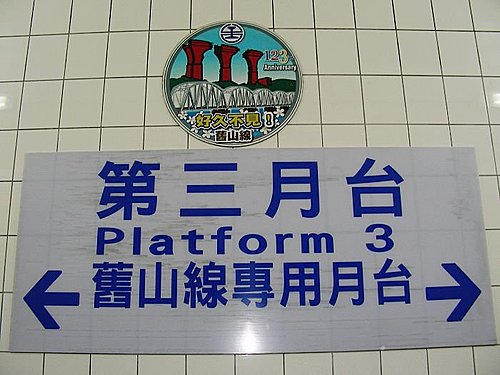 123
Anniversary
好久不見!
舊山線
第三月台
Platform 3
舊山線專用月台